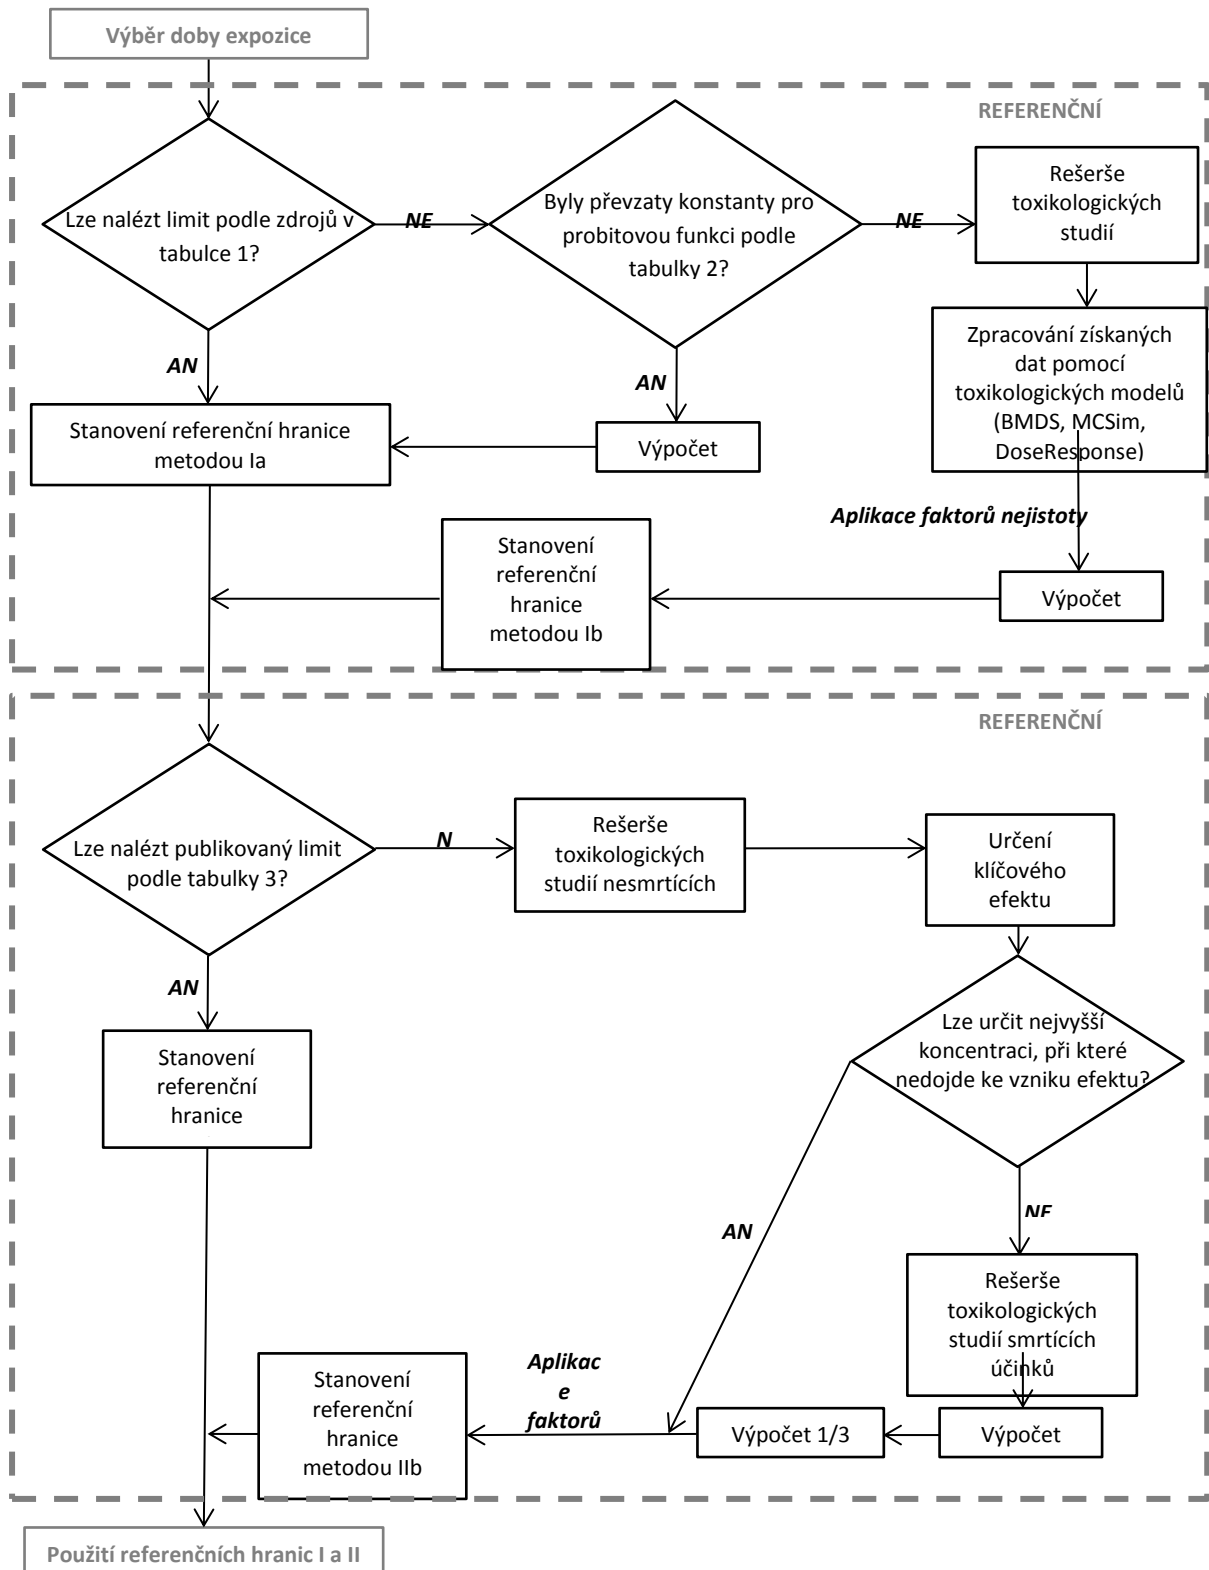 Výběr doby expozice
REFERENČNÍ
Lze nalézt limit podle zdrojů v
tabulce 1?
NE
Byly převzaty konstanty pro
probitovou funkci podle
tabulky 2?
NE
Rešerše
toxikologických
studií
Zpracování získaných
dat pomocí
toxikologických modelů
(BMDS, MCSim,
DoseResponse)
AN
AN
Stanovení referenční hranice
metodou Ia
Výpočet
Aplikace faktorů nejistoty
Stanovení
referenční
hranice
metodou Ib
Výpočet
REFERENČNÍ
Lze nalézt publikovaný limit
podle tabulky 3?
N
Rešerše
toxikologických
studií nesmrtících
Určení
klíčového
efektu
AN
Stanovení
referenční
hranice
Lze určit nejvyšší
koncentraci, při které
nedojde ke vzniku efektu?
AN
NE
Rešerše
toxikologických
studií smrtících
účinků
Aplikac
e
faktorů
Stanovení
referenční
hranice
metodou IIb
Výpočet 1/3
Výpočet
Použití referenčních hranic I a II